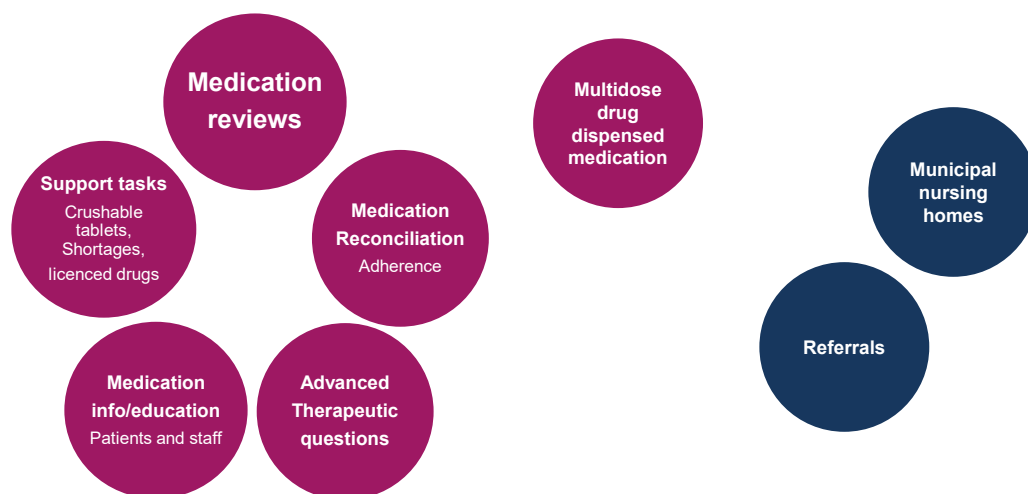 Medication
reviews
Support tasks
Crushable
tablets,
Shortages,
licenced drugs
Medication
Reconciliation
Adherence
Medication
info/education
Patients and staff
Advanced
Therapeutic
questions
Multidose
drug
dispensed
medication
Municipal
nursing
homes
Referrals